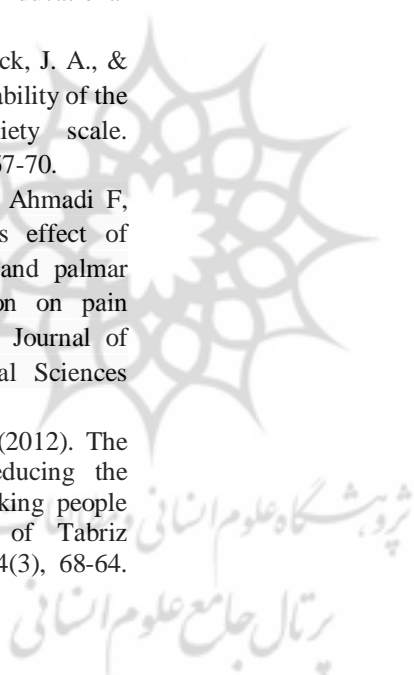 ck, J. A., &
ability of the
iety scale.
57-70.
Ahmadi F,
s effect of
and palmar
on on pain
Journal of
al Sciences
(2012). The
educing the
king people
of Tabriz
4(3), 68-64.
پژوهشگاه علوم انسانی و مطالعات
پرتال جامع علوم انسانی